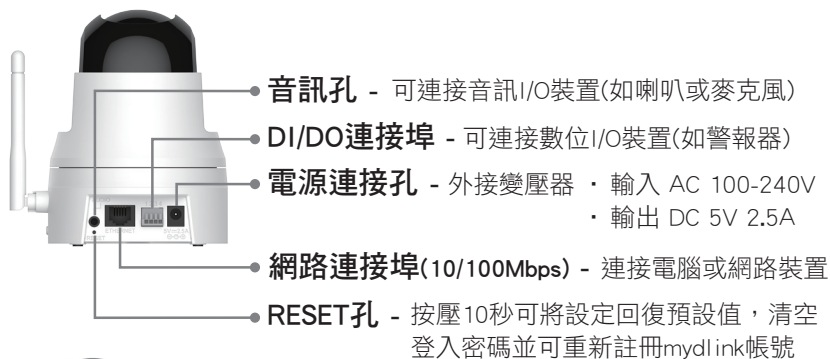 音訊孔 - 可連接音訊I/O裝置(如喇叭或麥克風)
DI/DO連接埠 - 可連接數位I/O裝置(如警報器)
電源連接孔 - 外接變壓器 · 輸入 AC 100-240V
· 輸出 DC 5V 2.5A
網路連接埠(10/100Mbps) - 連接電腦或網路裝置
RESET孔 - 按壓10秒可將設定回復預設值，清空
登入密碼並可重新註冊mydlink帳號
ETHERNET
RESET